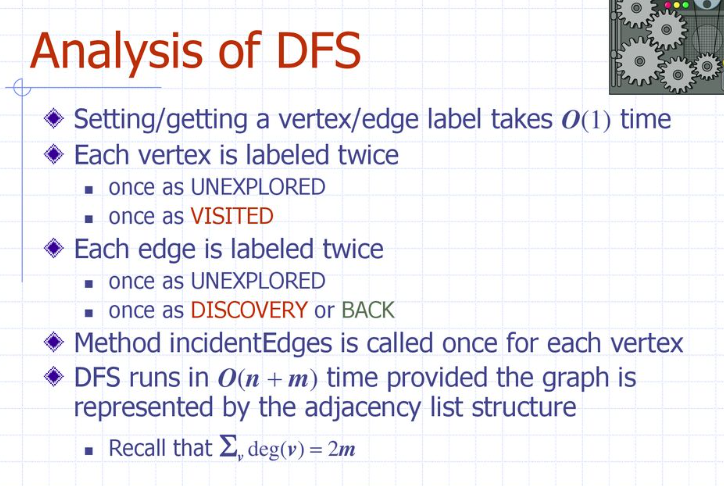 Analysis of DFS
Setting/getting a vertex/edge label takes O(1) time
Each vertex is labeled twice
once as UNEXPLORED
once as VISITED
Each edge is labeled twice
once as UNEXPLORED
once as DISCOVERY or BACK
Method incidentEdges is called once for each vertex
DFS runs in O(n + m) time provided the graph is
represented by the adjacency list structure
Recall that Σv deg(v) = 2m